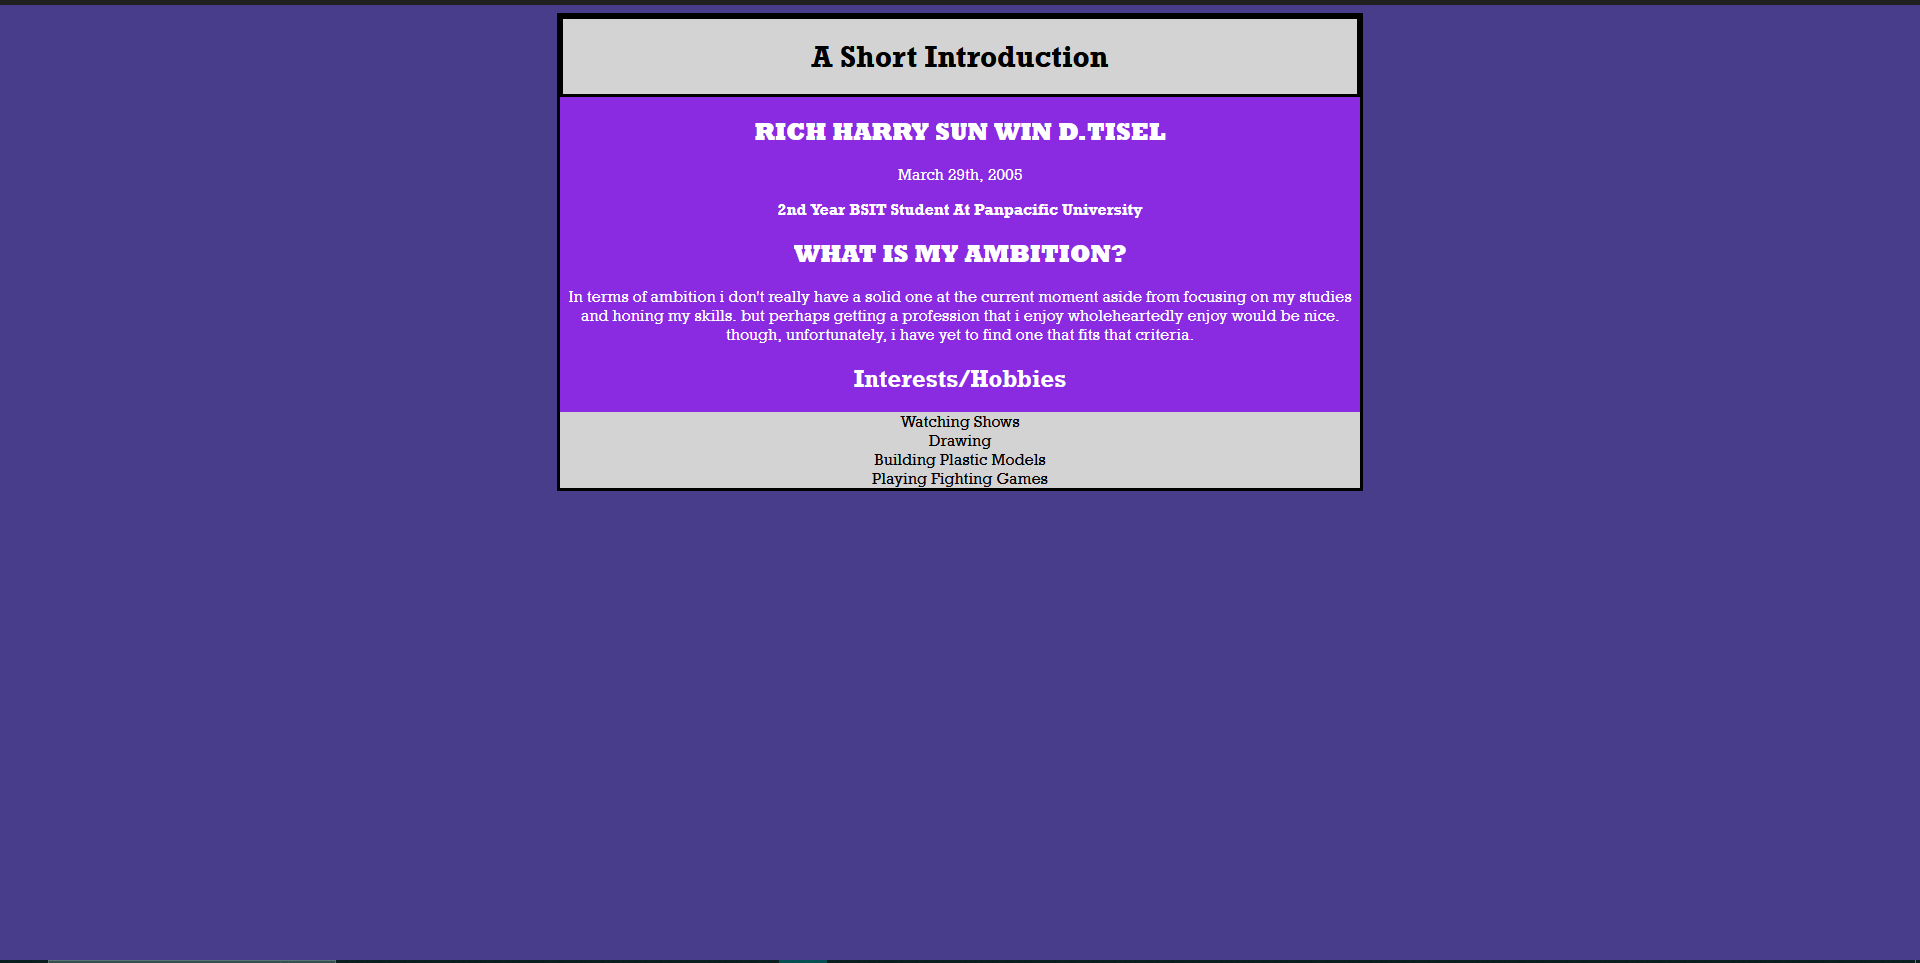 A Short Introduction
RICH HARRY SUN WIN D.TISEL
March 29th, 2005
2nd Year BSIT Student At Panpacific University
WHAT IS MY AMBITION?
In terms of ambition i don't really have a solid one at the current moment aside from focusing on my studies
and honing my skills. but perhaps getting a profession that i enjoy wholeheartedly enjoy would be nice.
though, unfortunately, i have yet to find one that fits that criteria.
Interests/Hobbies
Watching Shows
Drawing
Building Plastic Models
Playing Fighting Games